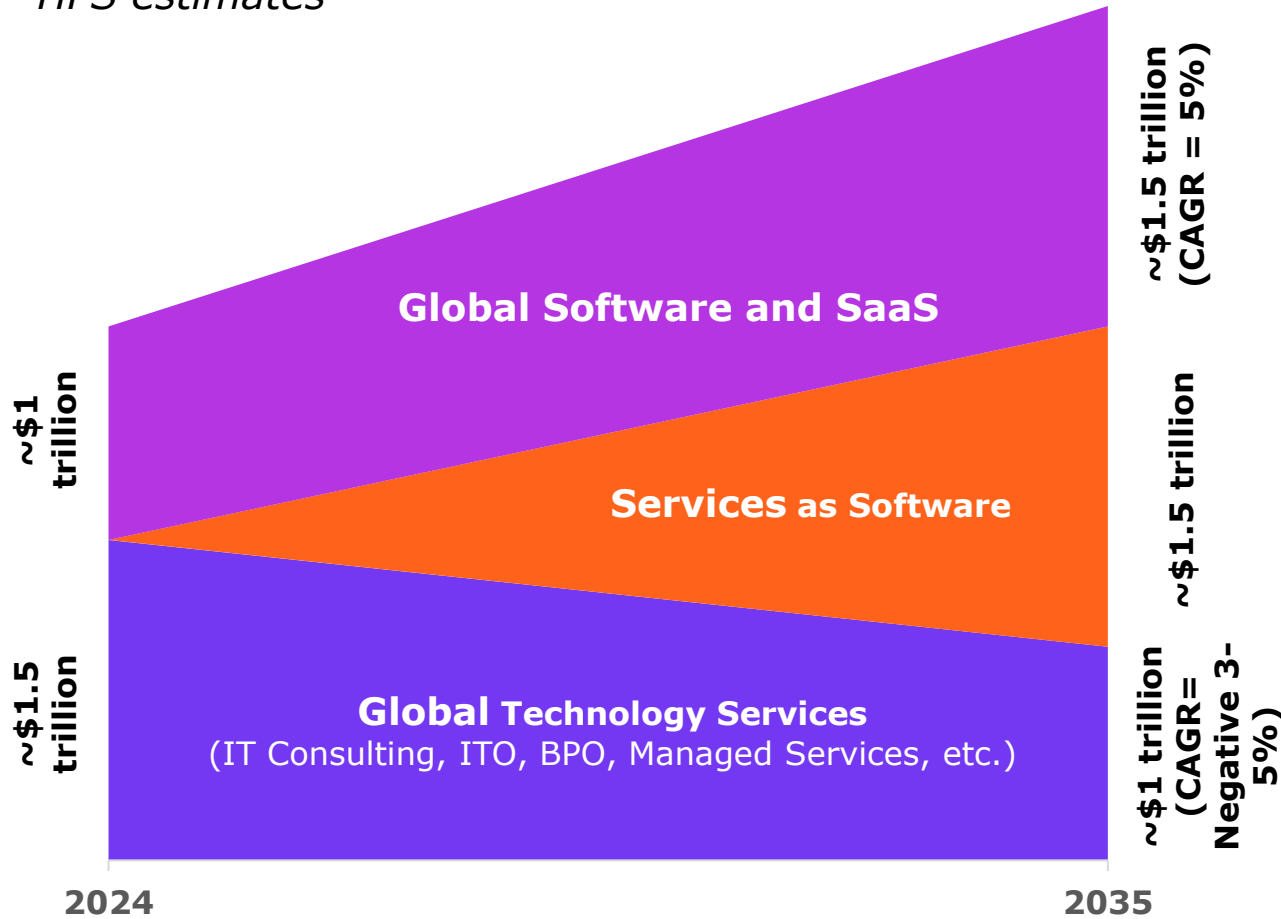 HFS estimates
~$1.5 trillion
(CAGR = 5%)
Global Software and SaaS
~$1
trillion
~$1.5 trillion
Services as Software
~$1.5
trillion
Global Technology Services
(IT Consulting, ITO, BPO, Managed Services, etc.)
~$1 trillion
(CAGR=
Negative 3-
5%)
2024
2035